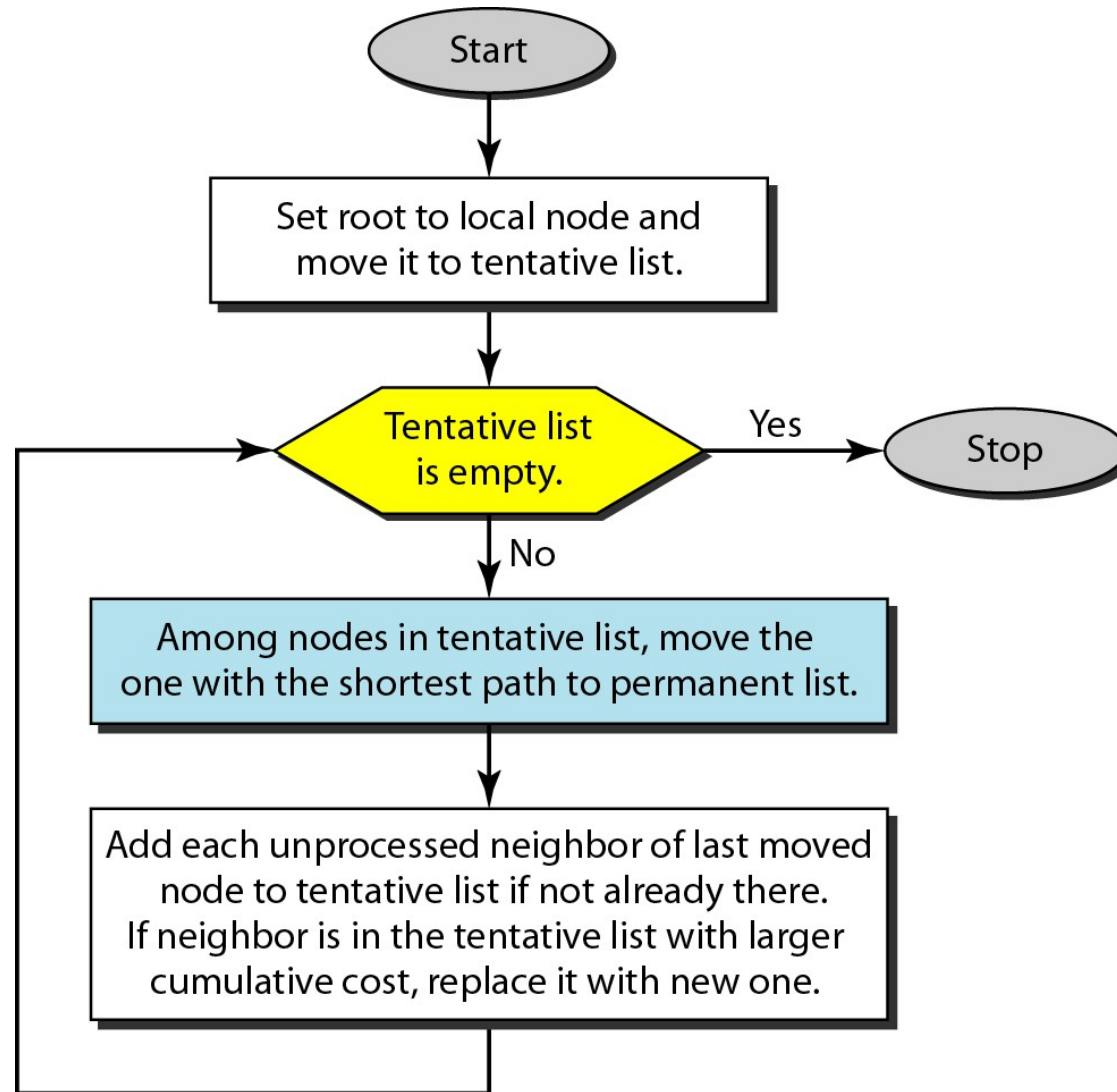 Start
Set root to local node and
move it to tentative list.
Tentative list
is empty.
Yes
Stop
No
Among nodes in tentative list, move the
one with the shortest path to permanent list.
Add each unprocessed neighbor of last moved
node to tentative list if not already there.
If neighbor is in the tentative list with larger
cumulative cost, replace it with new one.